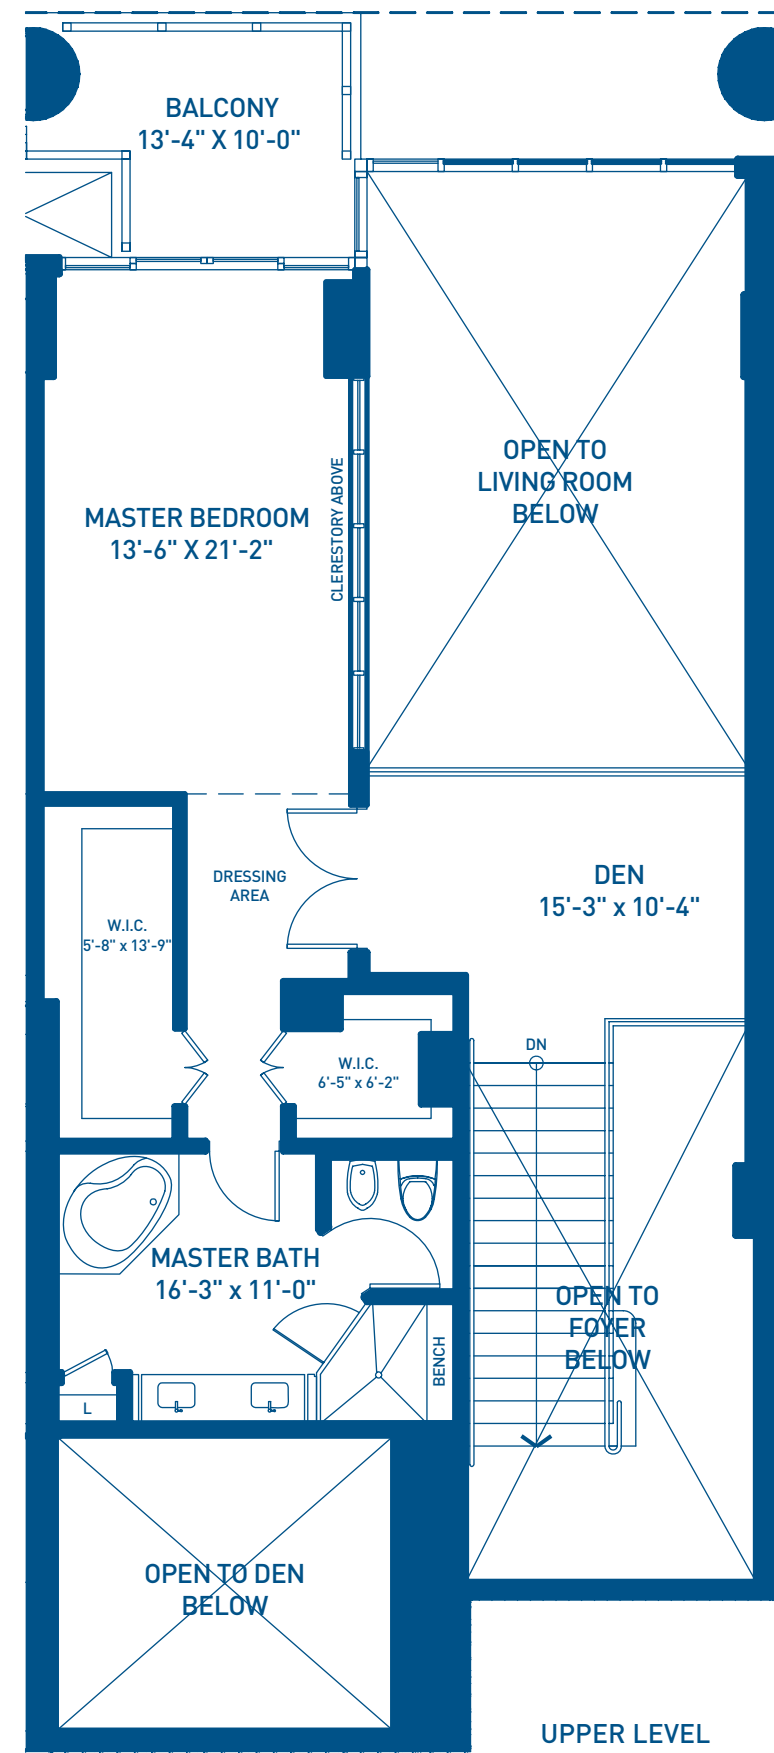 BALCONY
13'-4" X 10'-0"
OPEN TO
LIVING ROOM
BELOW
CLERESTORY ABOVE
MASTER BEDROOM
13'-6" X 21'-2"
DRESSING
AREA
DEN
15'-3" x 10'-4"
W.I.C.
5'-8" x 13'-9"
DN
W.I.C.
6'-5" x 6'-2"
MASTER BATH
16'-3" x 11'-0"
OPEN TO
FOYER
BELOW
BENCH
L
OPEN TO DEN
BELOW
UPPER LEVEL